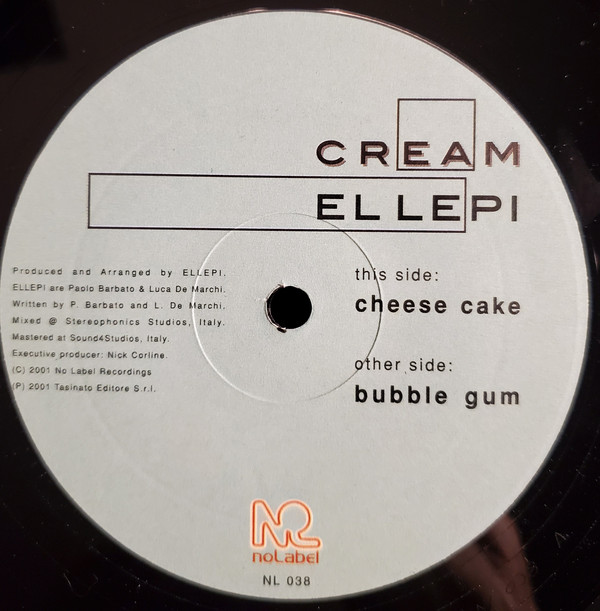 CREAM
ELLEPI
Produced and Arranged by ELLEPI.
ELLEPI are Paolo Barbato & Luca De Marchi.
Written by P. Barbato and L. De Marchi.
Mixed @ Stereophonics Studios, Italy.
Mastered at Sound4Studios, Italy.
Executive producer: Nick Corline.
(C) 2001 No Label Recordings
(P) 2001 Tasinato Editore S.r.l.
this side:
cheese cake
other side:
bubble gum
noLabel
NL 038